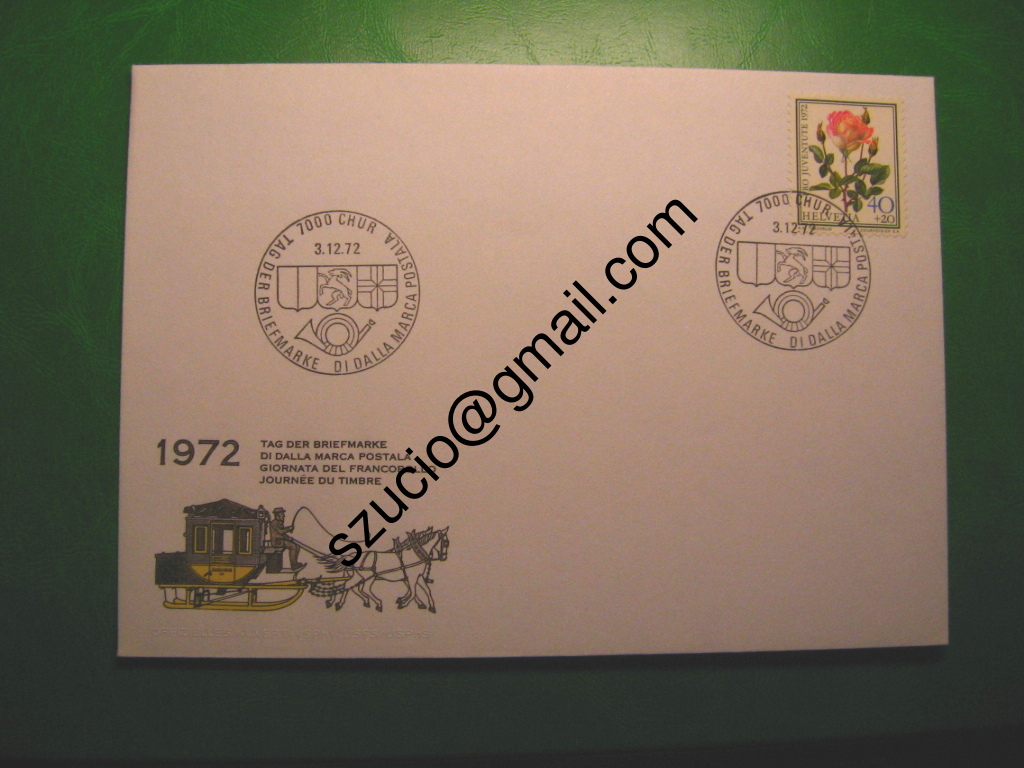 PRO JUVENTUTE 1972
40
+20
HELVETIA
7000 CHUR
3.12.72
TAG DER BRIEFMARKE DI DALLA MARCA POSTALA
7000 CHUR
3.12.72
TAG DER BRIEFMARKE DI DALLA MARCA POSTALA
szucio@gmail.com
1972
TAG DER BRIEFMARKE
DI DALLA MARCA POSTALA
GIORNATA DEL FRANCOBOLLO
JOURNÉE DU TIMBRE